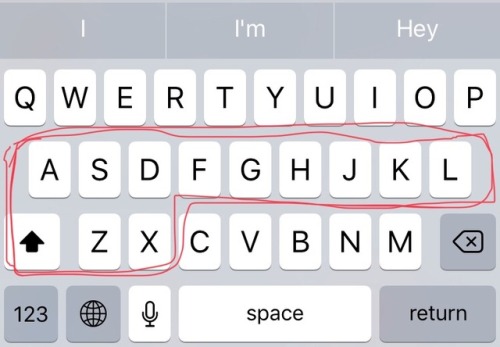 I I'm Hey
Q W E R T Y U I O P
A S D F G H J K L
Z X C V B N M
123 space return